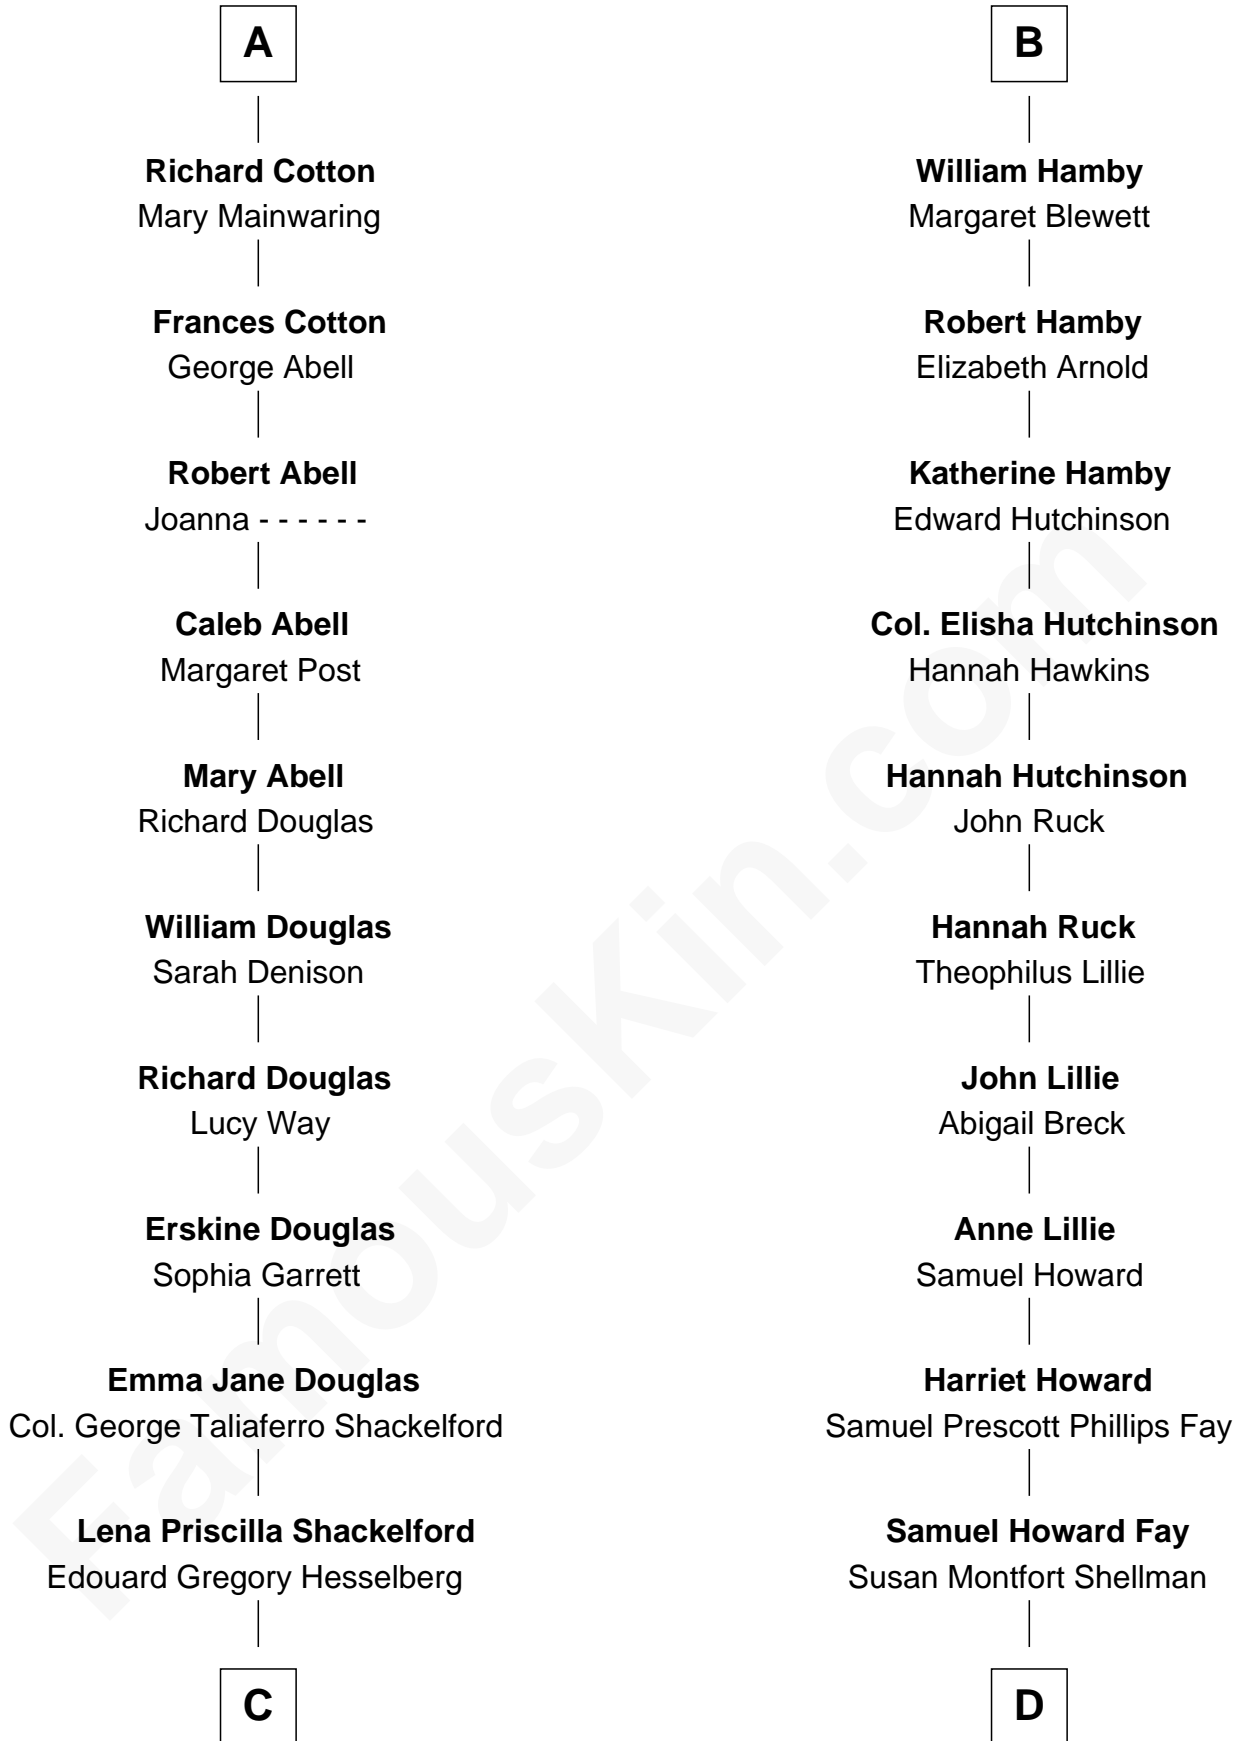 A
Richard Cotton
Mary Mainwaring
Frances Cotton
George Abell
Robert Abell
Joanna - - - - - -
Caleb Abell
Margaret Post
Mary Abell
Richard Douglas
William Douglas
Sarah Denison
Richard Douglas
Lucy Way
Erskine Douglas
Sophia Garrett
Emma Jane Douglas
Col. George Taliaferro Shackelford
Lena Priscilla Shackelford
Edouard Gregory Hesselberg
C
B
William Hamby
Margaret Blewett
Robert Hamby
Elizabeth Arnold
Katherine Hamby
Edward Hutchinson
Col. Elisha Hutchinson
Hannah Hawkins
Hannah Hutchinson
John Ruck
Hannah Ruck
Theophilus Lillie
John Lillie
Abigail Breck
Anne Lillie
Samuel Howard
Harriet Howard
Samuel Prescott Phillips Fay
Samuel Howard Fay
Susan Montfort Shellman
D
FamousKin.com